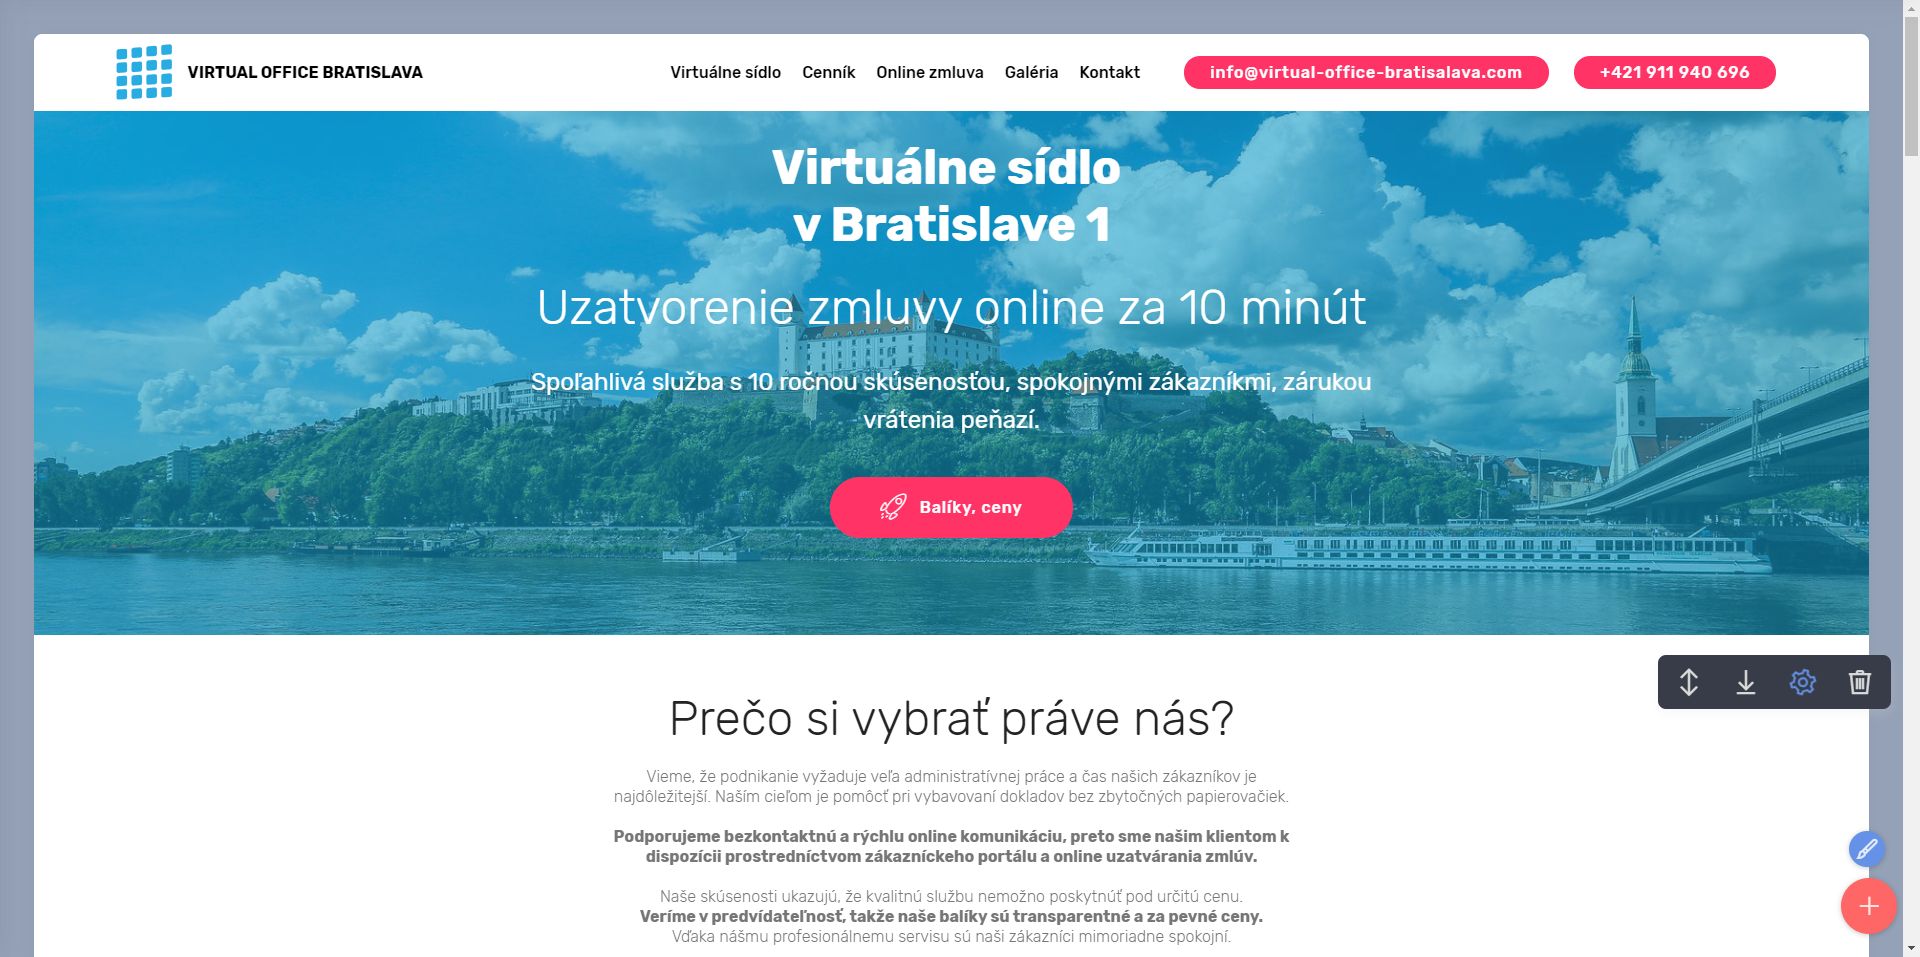 VIRTUAL OFFICE BRATISLAVA
Virtuálne sídlo
Cenník
Online zmluva
Galéria
Kontakt
info@virtual-office-bratisalava.com
+421 911 940 696
Virtuálne sídlo
v Bratislave 1
Uzatvorenie zmluvy online za 10 minút
Spoľahlivá služba s 10 ročnou skúsenosťou, spokojnými zákazníkmi, zárukou
vrátenia peňazí.
Balíky, ceny
Prečo si vybrať práve nás?
Vieme, že podnikanie vyžaduje veľa administratívnej práce a čas našich zákazníkov je
najdôležitejší. Naším cieľom je pomôcť pri vybavovaní dokladov bez zbytočných papierovačiek.
Podporujeme bezkontaktnú a rýchlu online komunikáciu, preto sme našim klientom k
dispozícii prostredníctvom zákazníckeho portálu a online uzatvárania zmlúv.
Naše skúsenosti ukazujú, že kvalitnú službu nemožno poskytnúť pod určitú cenu.
Veríme v predvídateľnosť, takže naše balíky sú transparentné a za pevné ceny.
Vďaka nášmu profesionálnemu servisu sú naši zákazníci mimoriadne spokojní.